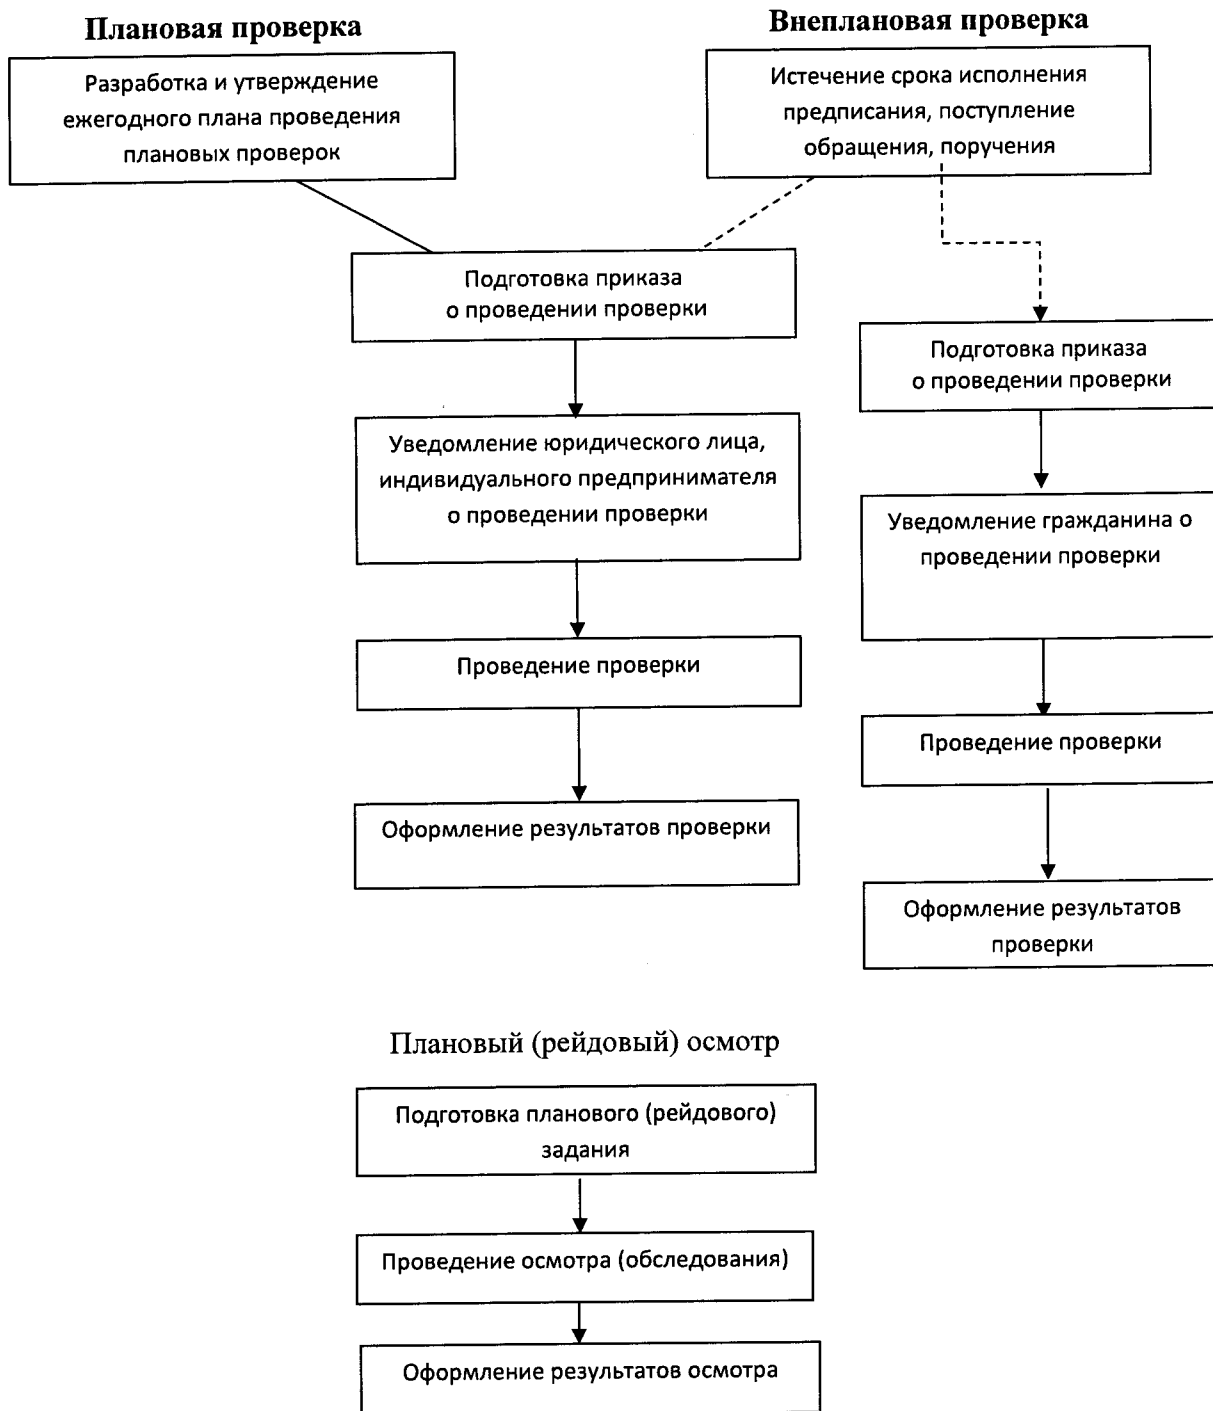 Плановая проверка
Разработка и утверждение
ежегодного плана проведения
плановых проверок
Внеплановая проверка
Истечение срока исполнения
предписания, поступление
обращения, поручения
Подготовка приказа
о проведении проверки
Уведомление юридического лица,
индивидуального предпринимателя
о проведении проверки
Проведение проверки
Оформление результатов проверки
Подготовка приказа
о проведении проверки
Уведомление гражданина о
проведении проверки
Проведение проверки
Оформление результатов
проверки
Плановый (рейдовый) осмотр
Подготовка планового (рейдового)
задания
Проведение осмотра (обследования)
Оформление результатов осмотра